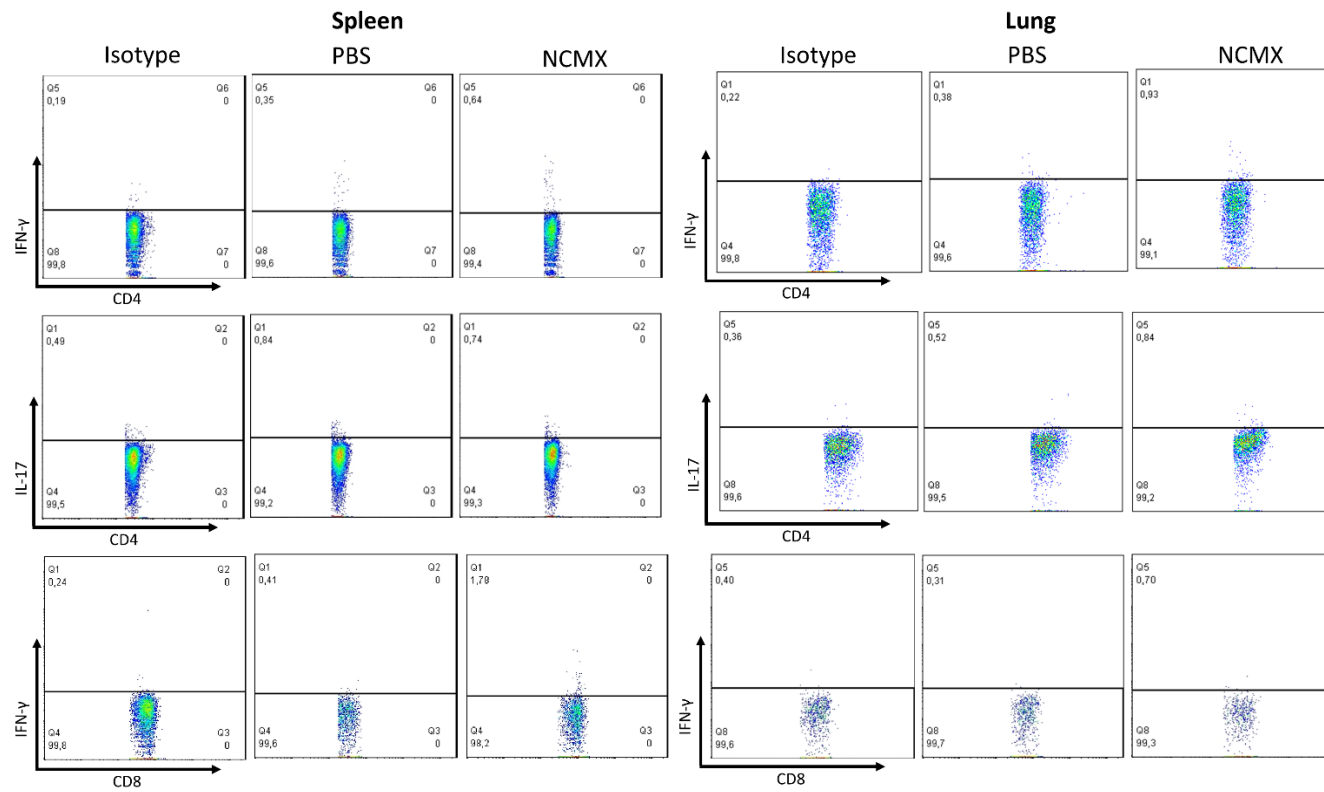 Spleen
Isotype PBS NCMX
Q5 Q6 Q5 Q6 Q5 Q6
0,19 0 0,35 0 0,64 0
Q8 Q7 Q8 Q7 Q8 Q7
99,8 0 99,6 0 99,4 0
IFN-γ
CD4
Q1 Q2 Q1 Q2 Q1 Q2
0,49 0 0,84 0 0,74 0
Q4 Q3 Q4 Q3 Q4 Q3
99,5 0 99,2 0 99,3 0
IL-17
CD4
Q1 Q2 Q1 Q2 Q1 Q2
0,24 0 0,41 0 1,78 0
Q4 Q3 Q4 Q3 Q4 Q3
99,8 0 99,6 0 98,2 0
IFN-γ
CD8
Lung
Isotype PBS NCMX
Q1 Q1 Q1
0,22 0,38 0,93
Q4 Q4 Q4
99,8 99,6 99,1
IFN-γ
CD4
Q5 Q5 Q5
0,36 0,52 0,84
Q8 Q8 Q8
99,6 99,5 99,2
IL-17
CD4
Q5 Q5 Q5
0,40 0,31 0,70
Q8 Q8 Q8
99,6 99,7 99,3
IFN-γ
CD8